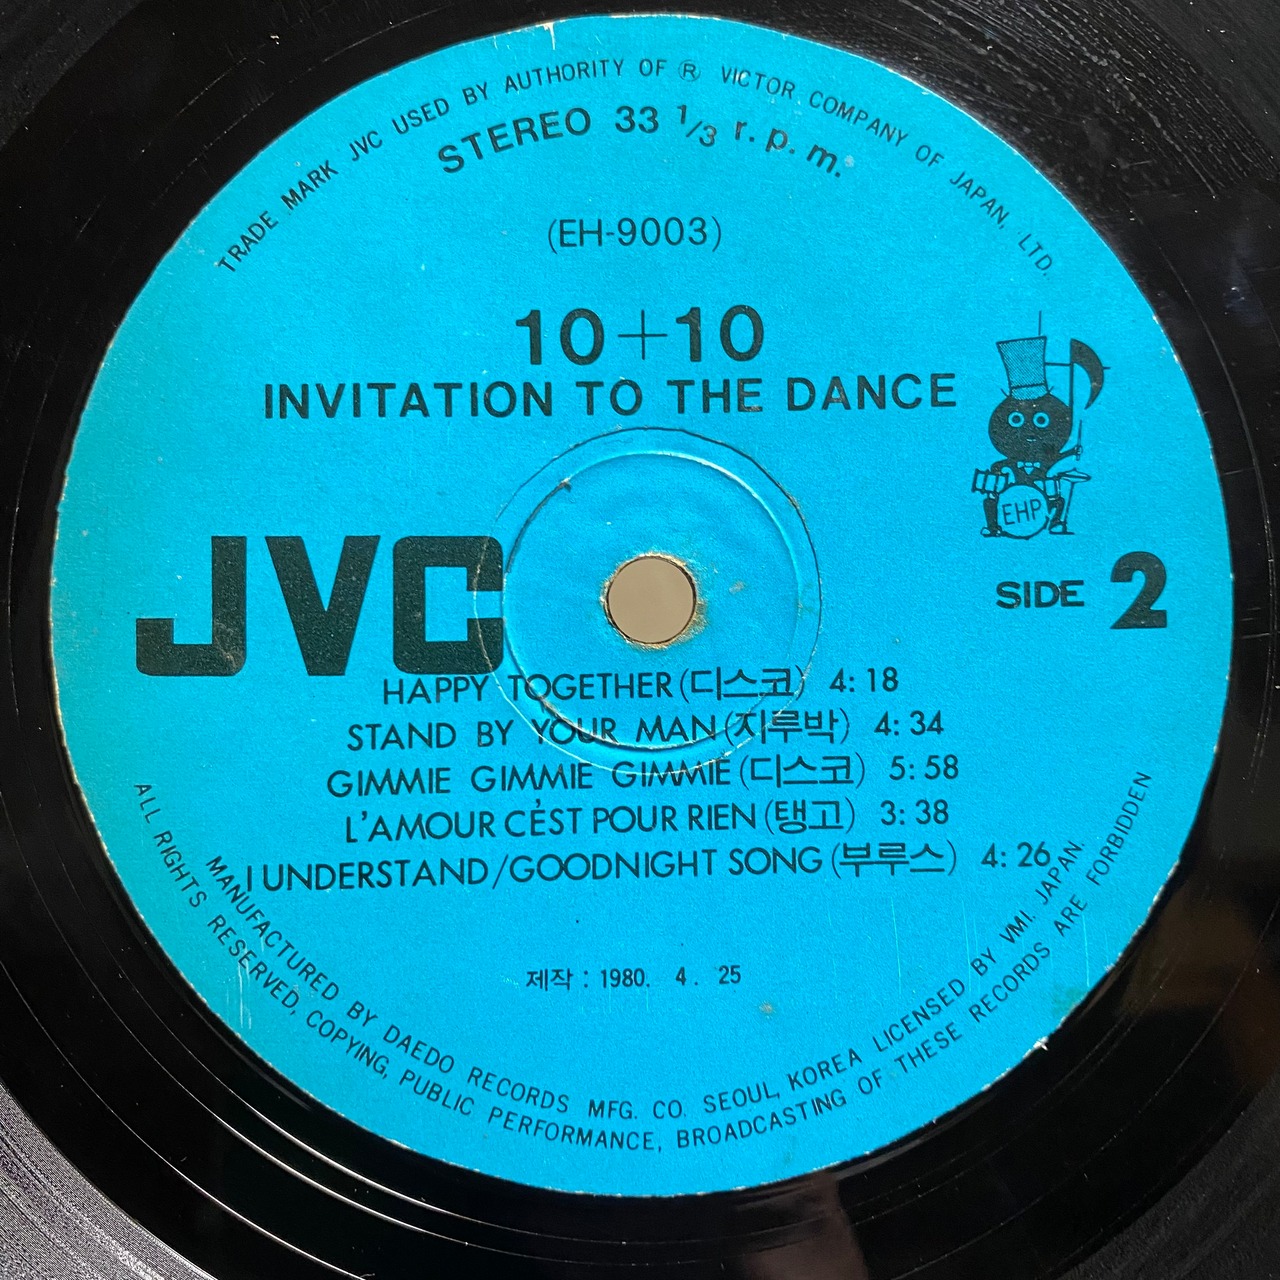 TRADE MARK JVC USED BY AUTHORITY OF ® VICTOR COMPANY OF JAPAN, LTD.
STEREO 33 1/3 r.p.m.
(EH-9003)
10+10
INVITATION TO THE DANCE
EHP
JVC
SIDE 2
HAPPY TOGETHER(디스코) 4:18
STAND BY YOUR MAN(지루박) 4:34
GIMMIE GIMMIE GIMMIE(디스코) 5:58
L'AMOUR C'ÉST POUR RIEN(탱고) 3:38
I UNDERSTAND/GOODNIGHT SONG(부루스) 4:26
제작 : 1980. 4. 25
MANUFACTURED BY DAEDO RECORDS MFG. CO. SEOUL, KOREA LICENSED BY VMI. JAPAN.
ALL RIGHTS RESERVED, COPYING, PUBLIC PERFORMANCE, BROADCASTING OF THESE RECORDS ARE FORBIDDEN